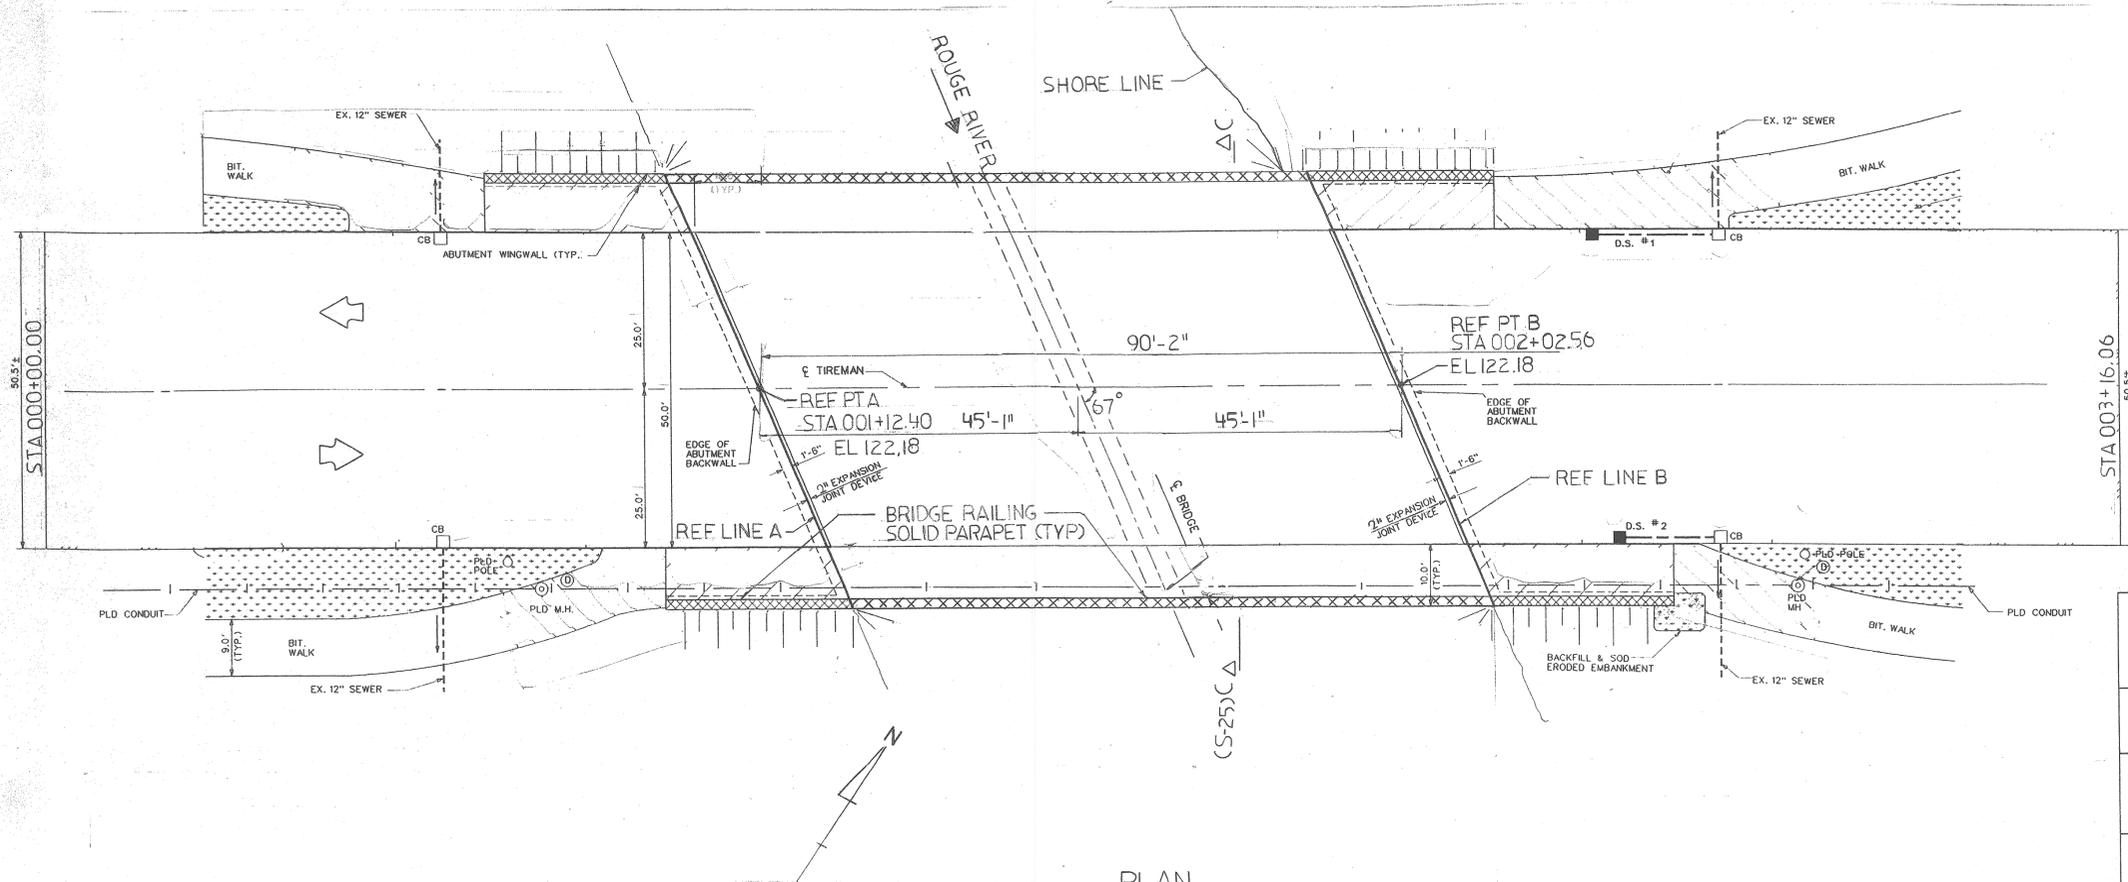 ROUGE RIVER
SHORE LINE
C
EX. 12" SEWER
EX. 12" SEWER
BIT.
WALK
BIT. WALK
(TYP.)
CB
ABUTMENT WINGWALL (TYP.
D.S. #1
CB
50.5'±
STA 000+00.00
25.0'
50.0'
25.0'
90'-2"
REF PT B
STA 002+02.56
EL 122.18
℄ TIREMAN
REF PT A
STA 001+12.40
EL 122.18
45'-1"
67°
45'-1"
EDGE OF
ABUTMENT
BACKWALL
EDGE OF
ABUTMENT
BACKWALL
STA 003+16.06
1'-6"
2" EXPANSION
JOINT DEVICE
1'-6"
2" EXPANSION
JOINT DEVICE
REF LINE B
REF LINE A
BRIDGE RAILING
SOLID PARAPET (TYP)
℄ BRIDGE
CB
D.S. #2
CB
PLD
POLE
D
PLD M.H.
PLD CONDUIT
10.0'
(TYP.)
PLD POLE
D
PLD
MH
PLD CONDUIT
9.0'
(TYP.)
BIT.
WALK
BIT. WALK
BACKFILL & SOD
ERODED EMBANKMENT
EX. 12" SEWER
EX. 12" SEWER
(S-25) C
N
PLAN